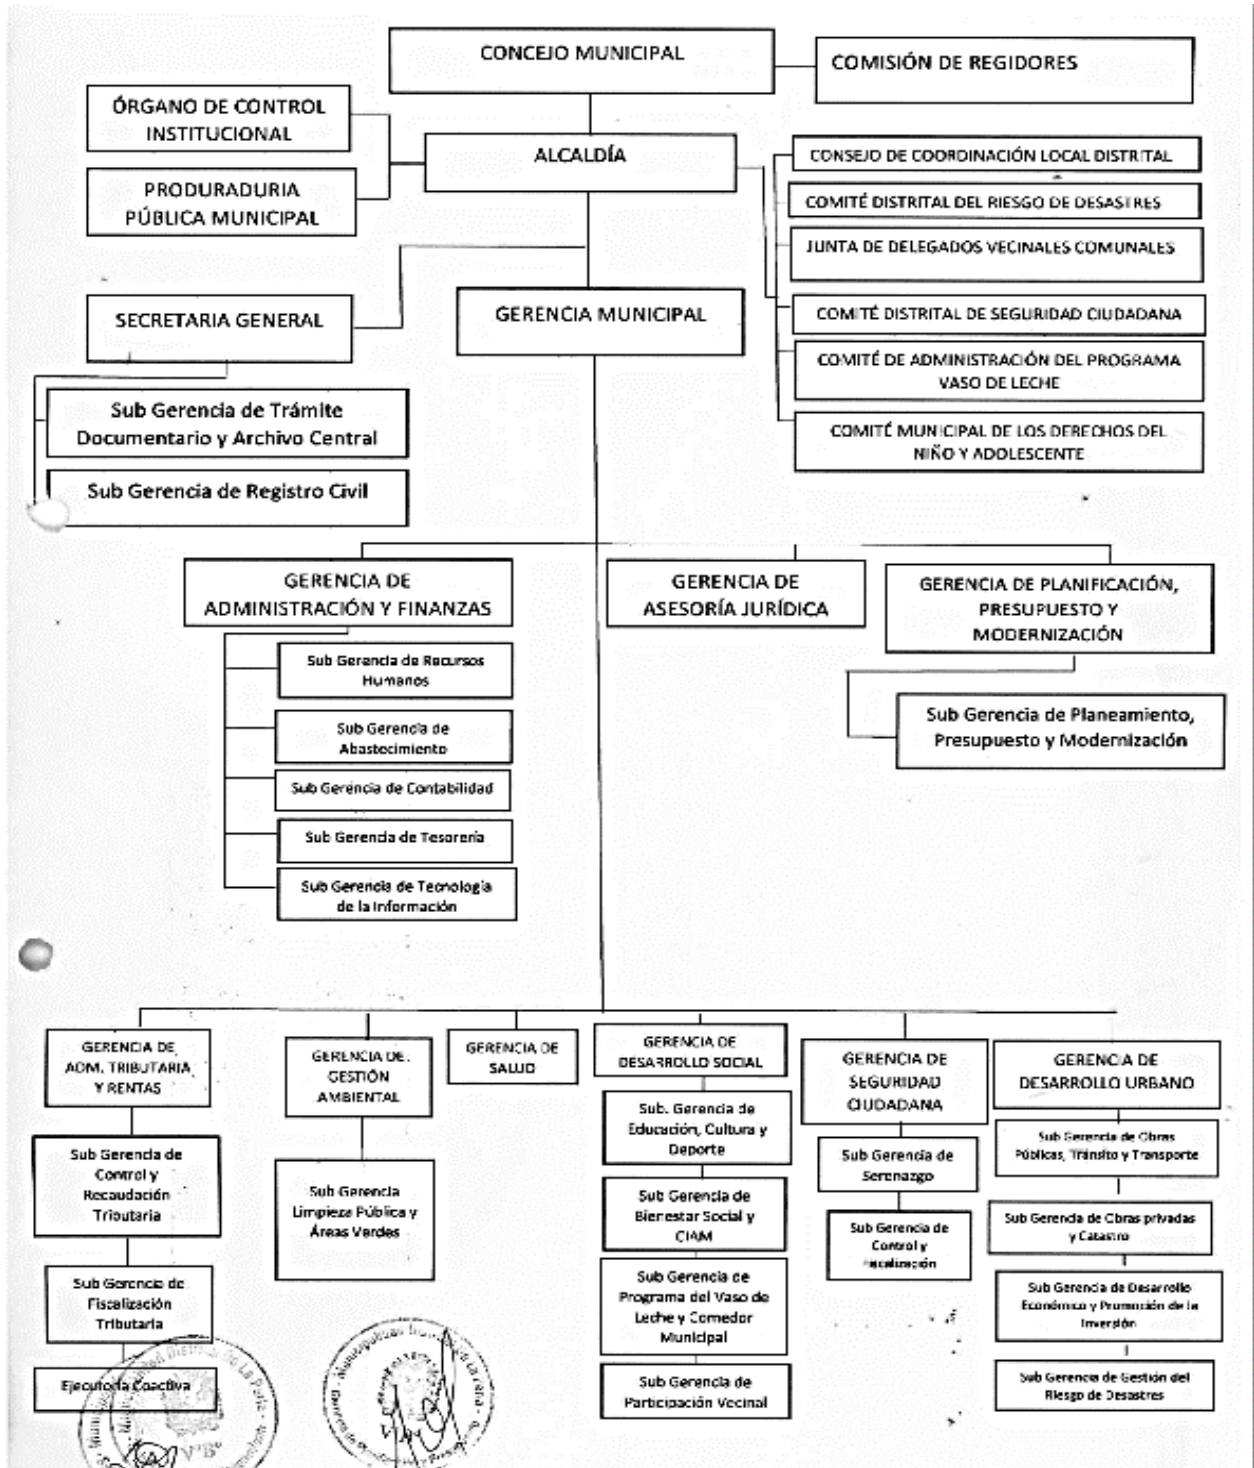 CONCEJO MUNICIPAL
COMISIÓN DE REGIDORES
ÓRGANO DE CONTROL
INSTITUCIONAL
ALCALDÍA
PRODURADURIA
PÚBLICA MUNICIPAL
CONSEJO DE COORDINACIÓN LOCAL DISTRITAL
COMITÉ DISTRITAL DEL RIESGO DE DESASTRES
JUNTA DE DELEGADOS VECINALES COMUNALES
SECRETARIA GENERAL
GERENCIA MUNICIPAL
COMITÉ DISTRITAL DE SEGURIDAD CIUDADANA
COMITÉ DE ADMINISTRACIÓN DEL PROGRAMA
VASO DE LECHE
COMITÉ MUNICIPAL DE LOS DERECHOS DEL
NIÑO Y ADOLESCENTE
Sub Gerencia de Trámite
Documentario y Archivo Central
Sub Gerencia de Registro Civil
GERENCIA DE
ADMINISTRACIÓN Y FINANZAS
GERENCIA DE
ASESORÍA JURÍDICA
GERENCIA DE PLANIFICACIÓN,
PRESUPUESTO Y
MODERNIZACIÓN
Sub Gerencia de Recursos
Humanos
Sub Gerencia de
Abastecimiento
Sub Gerencia de Contabilidad
Sub Gerencia de Tesorería
Sub Gerencia de Tecnología
de la Información
Sub Gerencia de Planeamiento,
Presupuesto y Modernización
GERENCIA DE
ADM. TRIBUTARIA
Y RENTAS
Sub Gerencia de
Control y
Recaudación
Tributaria
Sub Gerencia de
Fiscalización
Tributaria
Ejecutoria Coactiva
GERENCIA DE
GESTIÓN
AMBIENTAL
Sub Gerencia
Limpieza Pública y
Áreas Verdes
GERENCIA DE
SALUD
GERENCIA DE
DESARROLLO SOCIAL
Sub. Gerencia de
Educación, Cultura y
Deporte
Sub Gerencia de
Bienestar Social y
CIAM
Sub Gerencia de
Programa del Vaso de
Leche y Comedor
Municipal
Sub Gerencia de
Participación Vecinal
GERENCIA DE
SEGURIDAD
CIUDADANA
Sub Gerencia de
Serenazgo
Sub Gerencia de
Control y
Fiscalización
GERENCIA DE
DESARROLLO URBANO
Sub Gerencia de Obras
Públicas, Tránsito y Transporte
Sub Gerencia de Obras privadas
y Catastro
Sub Gerencia de Desarrollo
Económico y Promoción de la
Inversión
Sub Gerencia de Gestión del
Riesgo de Desastres
V°B°